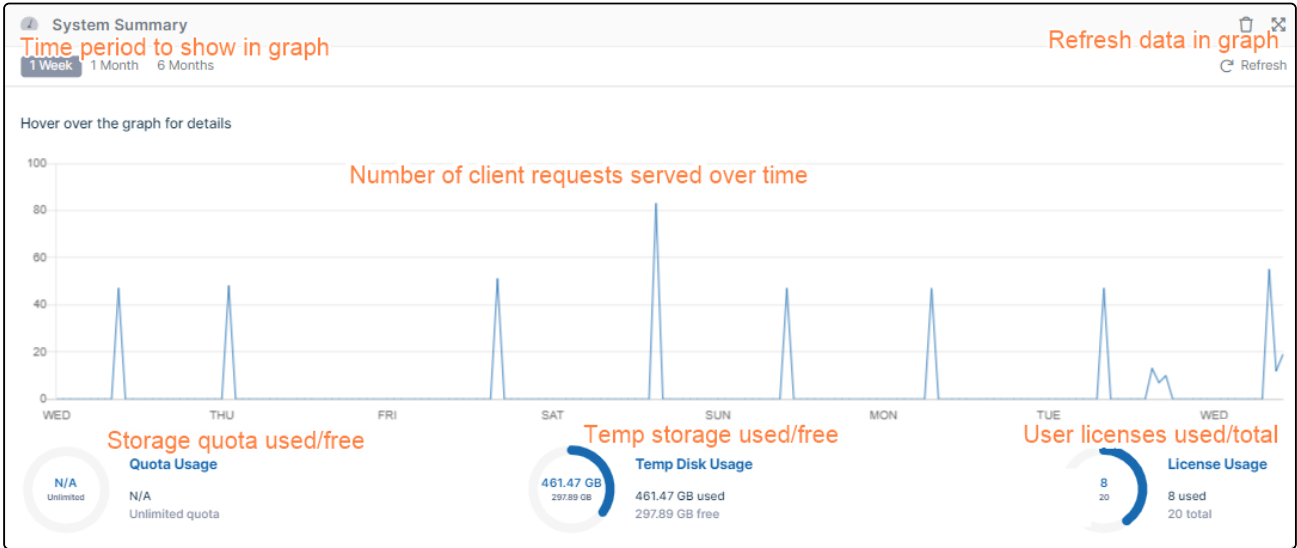 System Summary
Time period to show in graph
Refresh data in graph
1 Week 1 Month 6 Months
Refresh
Hover over the graph for details
Number of client requests served over time
100
80
60
40
20
0
WED THU FRI SAT SUN MON TUE WED
Storage quota used/free
Quota Usage
N/A
Unlimited
N/A
Unlimited quota
Temp storage used/free
Temp Disk Usage
461.47 GB
297.89 GB
461.47 GB used
297.89 GB free
User licenses used/total
License Usage
8
20
8 used
20 total